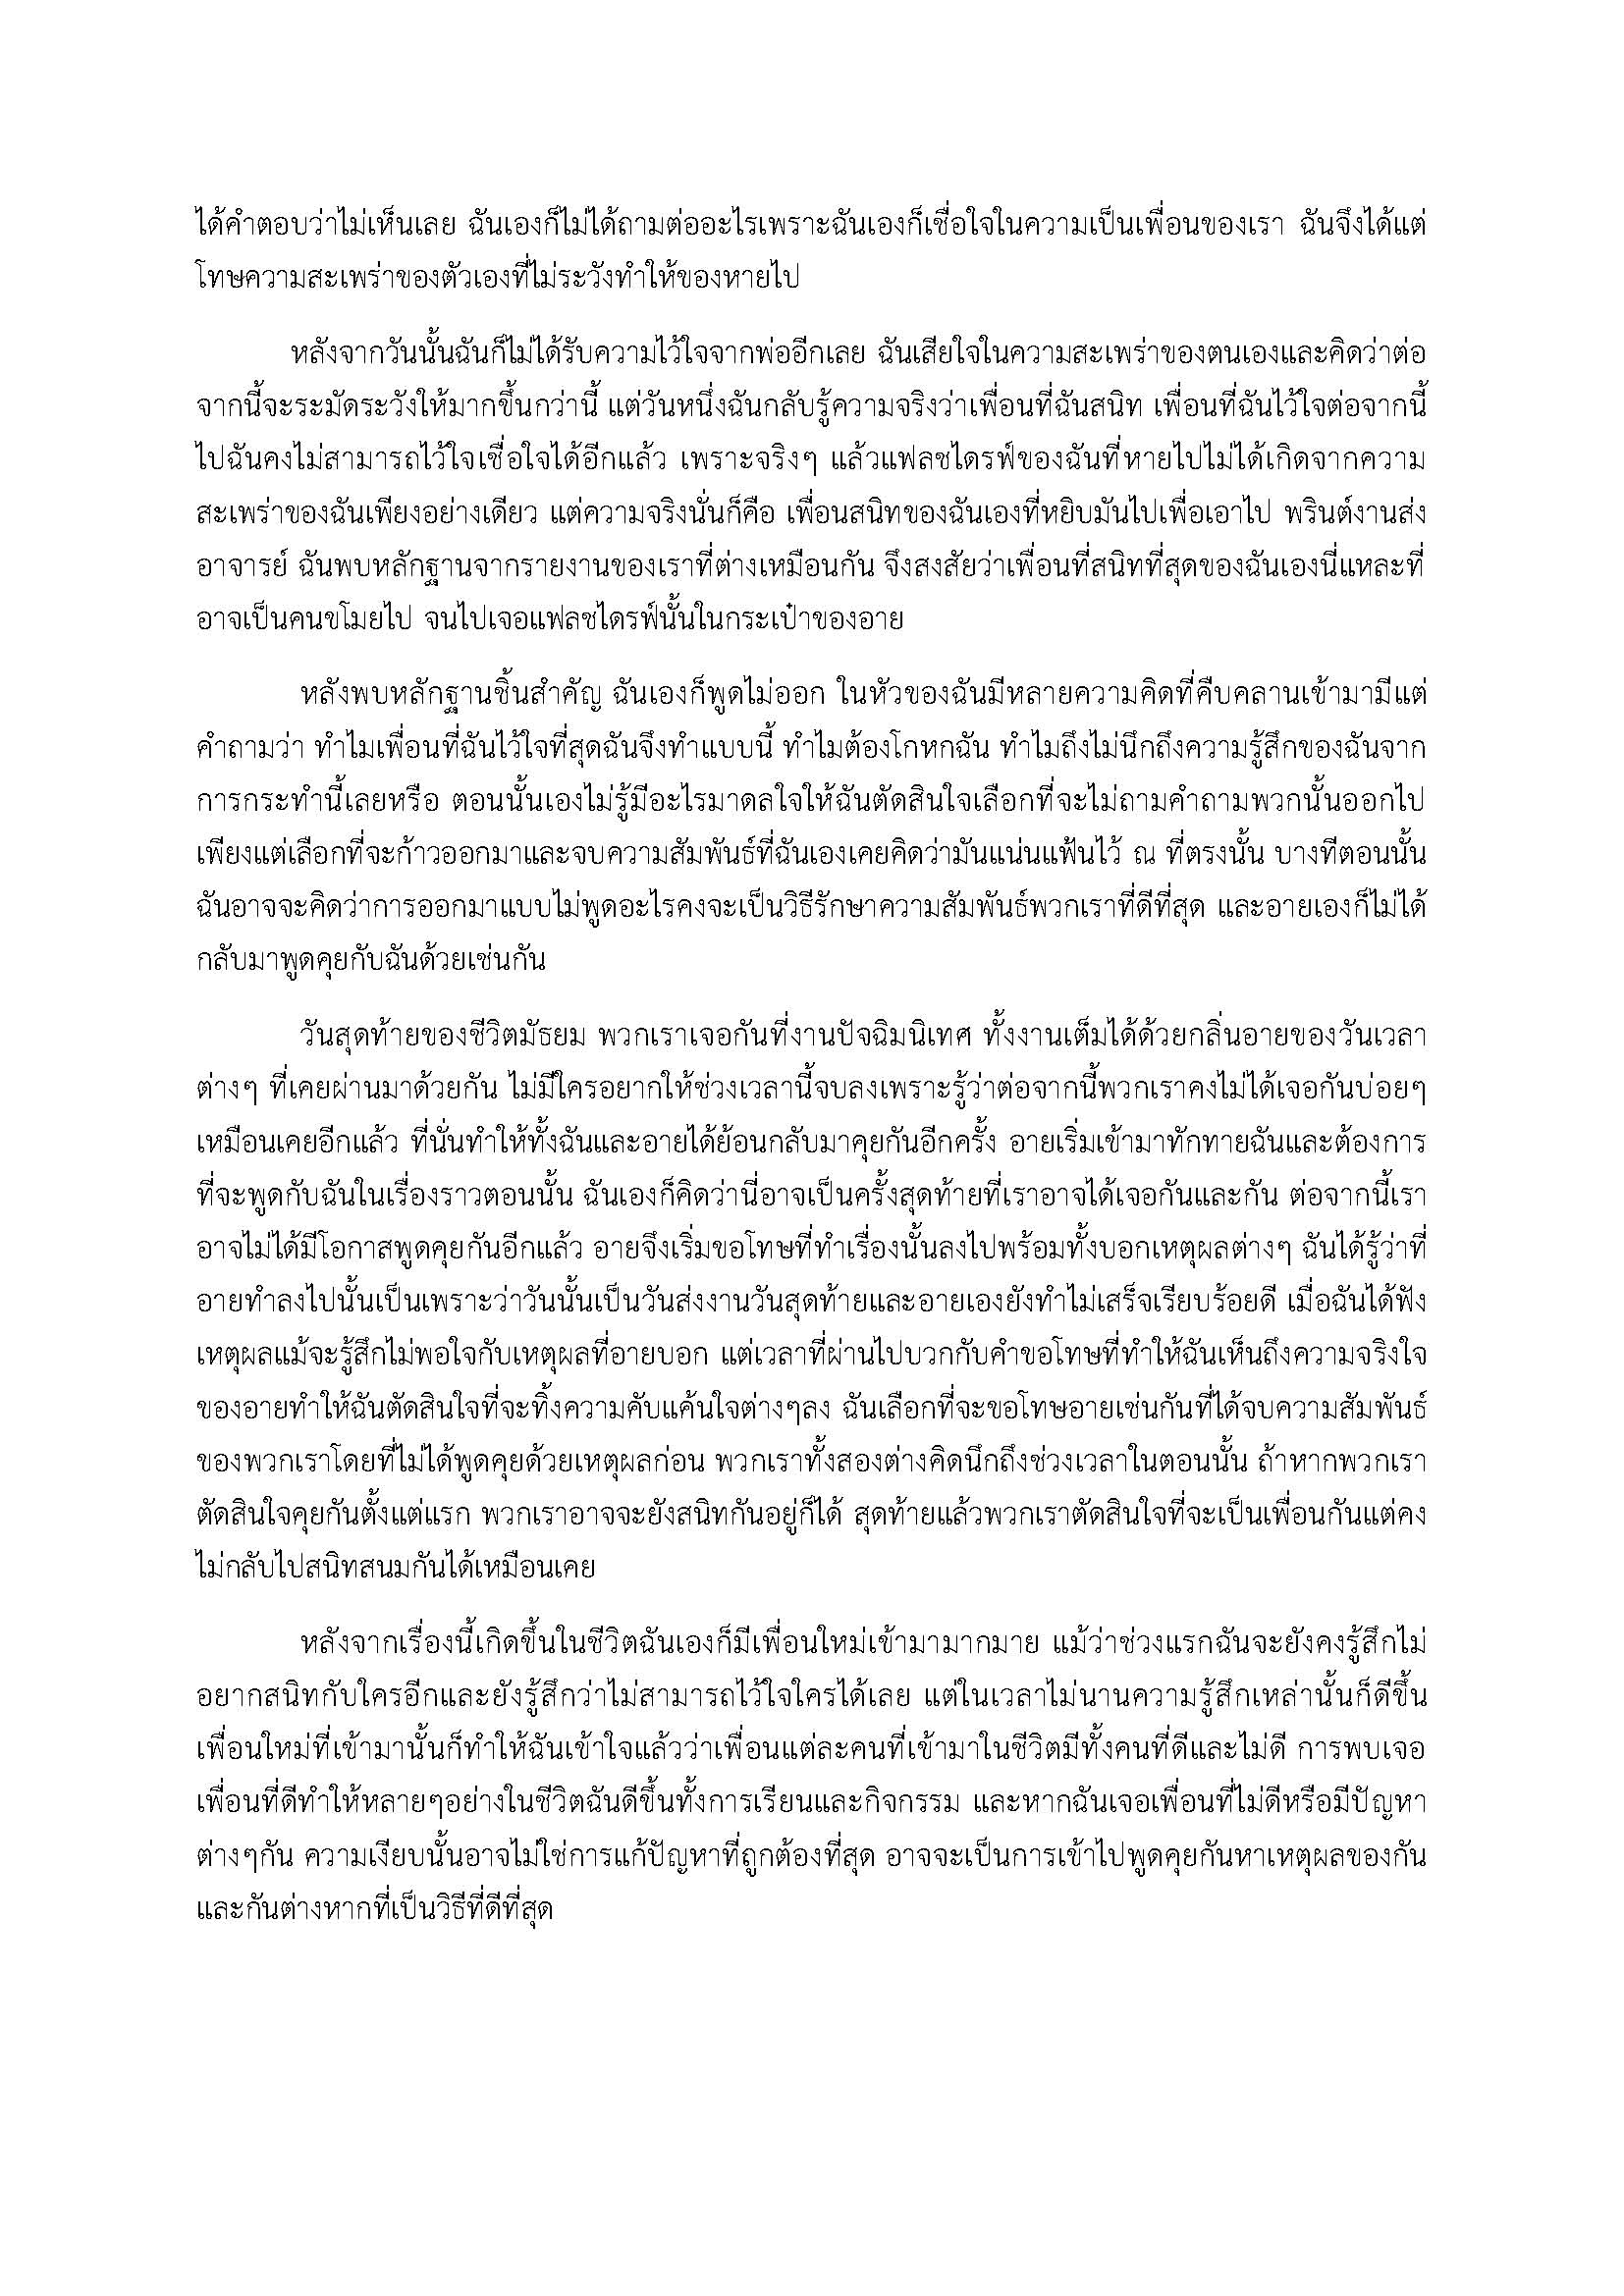 ได้คำตอบว่าไม่เห็นเลย ฉันเองก็ไม่ได้ถามต่ออะไรเพราะฉันเองก็เชื่อใจในความเป็นเพื่อนของเรา ฉันจึงได้แต่
โทษความสะเพร่าของตัวเองที่ไม่ระวังทำให้ของหายไป
หลังจากวันนั้นฉันก็ไม่ได้รับความไว้ใจจากพ่ออีกเลย ฉันเสียใจในความสะเพร่าของตนเองและคิดว่าต่อ
จากนี้จะระมัดระวังให้มากขึ้นกว่านี้ แต่วันหนึ่งฉันกลับรู้ความจริงว่าเพื่อนที่ฉันสนิท เพื่อนที่ฉันไว้ใจต่อจากนี้
ไปฉันคงไม่สามารถไว้ใจเชื่อใจได้อีกแล้ว เพราะจริงๆ แล้วแฟลชไดรฟ์ของฉันที่หายไปไม่ได้เกิดจากความ
สะเพร่าของฉันเพียงอย่างเดียว แต่ความจริงนั่นก็คือ เพื่อนสนิทของฉันเองที่หยิบมันไปเพื่อเอาไป พรินต์งานส่ง
อาจารย์ ฉันพบหลักฐานจากรายงานของเราที่ต่างเหมือนกัน จึงสงสัยว่าเพื่อนที่สนิทที่สุดของฉันเองนี่แหละที่
อาจเป็นคนขโมยไป จนไปเจอแฟลชไดรฟ์นั้นในกระเป๋าของอาย
หลังพบหลักฐานชิ้นสำคัญ ฉันเองก็พูดไม่ออก ในหัวของฉันมีหลายความคิดที่คืบคลานเข้ามามีแต่
คำถามว่า ทำไมเพื่อนที่ฉันไว้ใจที่สุดฉันจึงทำแบบนี้ ทำไมต้องโกหกฉัน ทำไมถึงไม่นึกถึงความรู้สึกของฉันจาก
การกระทำนี้เลยหรือ ตอนนั้นเองไม่รู้มีอะไรมาดลใจให้ฉันตัดสินใจเลือกที่จะไม่ถามคำถามพวกนั้นออกไป
เพียงแต่เลือกที่จะก้าวออกมาและจบความสัมพันธ์ที่ฉันเองเคยคิดว่ามันแน่นแฟ้นไว้ ณ ที่ตรงนั้น บางทีตอนนั้น
ฉันอาจจะคิดว่าการออกมาแบบไม่พูดอะไรคงจะเป็นวิธีรักษาความสัมพันธ์พวกเราที่ดีที่สุด และอายเองก็ไม่ได้
กลับมาพูดคุยกับฉันด้วยเช่นกัน
วันสุดท้ายของชีวิตมัธยม พวกเราเจอกันที่งานปัจฉิมนิเทศ ทั้งงานเต็มได้ด้วยกลิ่นอายของวันเวลา
ต่างๆ ที่เคยผ่านมาด้วยกัน ไม่มีใครอยากให้ช่วงเวลานี้จบลงเพราะรู้ว่าต่อจากนี้พวกเราคงไม่ได้เจอกันบ่อยๆ
เหมือนเคยอีกแล้ว ที่นั่นทำให้ทั้งฉันและอายได้ย้อนกลับมาคุยกันอีกครั้ง อายเริ่มเข้ามาทักทายฉันและต้องการ
ที่จะพูดกับฉันในเรื่องราวตอนนั้น ฉันเองก็คิดว่านี่อาจเป็นครั้งสุดท้ายที่เราอาจได้เจอกันและกัน ต่อจากนี้เรา
อาจไม่ได้มีโอกาสพูดคุยกันอีกแล้ว อายจึงเริ่มขอโทษที่ทำเรื่องนั้นลงไปพร้อมทั้งบอกเหตุผลต่างๆ ฉันได้รู้ว่าที่
อายทำลงไปนั้นเป็นเพราะว่าวันนั้นเป็นวันส่งงานวันสุดท้ายและอายเองยังทำไม่เสร็จเรียบร้อยดี เมื่อฉันได้ฟัง
เหตุผลแม้จะรู้สึกไม่พอใจกับเหตุผลที่อายบอก แต่เวลาที่ผ่านไปบวกกับคำขอโทษที่ทำให้ฉันเห็นถึงความจริงใจ
ของอายทำให้ฉันตัดสินใจที่จะทิ้งความคับแค้นใจต่างๆลง ฉันเลือกที่จะขอโทษอายเช่นกันที่ได้จบความสัมพันธ์
ของพวกเราโดยที่ไม่ได้พูดคุยด้วยเหตุผลก่อน พวกเราทั้งสองต่างคิดนึกถึงช่วงเวลาในตอนนั้น ถ้าหากพวกเรา
ตัดสินใจคุยกันตั้งแต่แรก พวกเราอาจจะยังสนิทกันอยู่ก็ได้ สุดท้ายแล้วพวกเราตัดสินใจที่จะเป็นเพื่อนกันแต่คง
ไม่กลับไปสนิทสนมกันได้เหมือนเคย
หลังจากเรื่องนี้เกิดขึ้นในชีวิตฉันเองก็มีเพื่อนใหม่เข้ามามากมาย แม้ว่าช่วงแรกฉันจะยังคงรู้สึกไม่
อยากสนิทกับใครอีกและยังรู้สึกว่าไม่สามารถไว้ใจใครได้เลย แต่ในเวลาไม่นานความรู้สึกเหล่านั้นก็ดีขึ้น
เพื่อนใหม่ที่เข้ามานั้นก็ทำให้ฉันเข้าใจแล้วว่าเพื่อนแต่ละคนที่เข้ามาในชีวิตมีทั้งคนที่ดีและไม่ดี การพบเจอ
เพื่อนที่ดีทำให้หลายๆอย่างในชีวิตฉันดีขึ้นทั้งการเรียนและกิจกรรม และหากฉันเจอเพื่อนที่ไม่ดีหรือมีปัญหา
ต่างๆกัน ความเงียบนั้นอาจไม่ใช่การแก้ปัญหาที่ถูกต้องที่สุด อาจจะเป็นการเข้าไปพูดคุยกันหาเหตุผลของกัน
และกันต่างหากที่เป็นวิธีที่ดีที่สุด